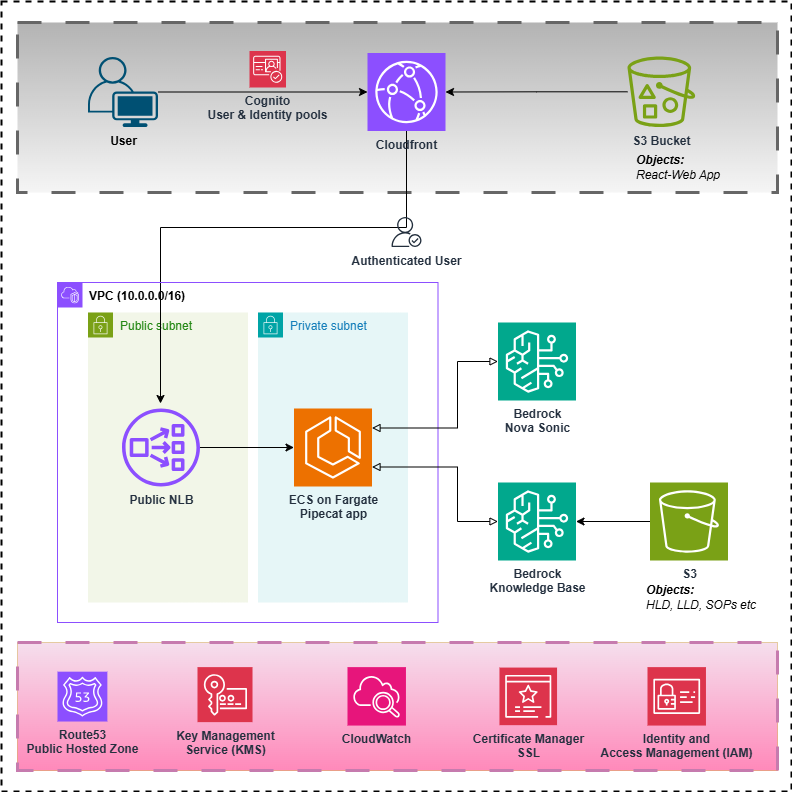 Cognito
User & Identity pools
User
Cloudfront
S3 Bucket
Objects:
React-Web App
Authenticated User
VPC (10.0.0.0/16)
Public subnet
Private subnet
Bedrock
Nova Sonic
Public NLB
ECS on Fargate
Pipecat app
Bedrock
Knowledge Base
S3
Objects:
HLD, LLD, SOPs etc
53
Route53
Public Hosted Zone
Key Management
Service (KMS)
CloudWatch
Certificate Manager
SSL
Identity and
Access Management (IAM)